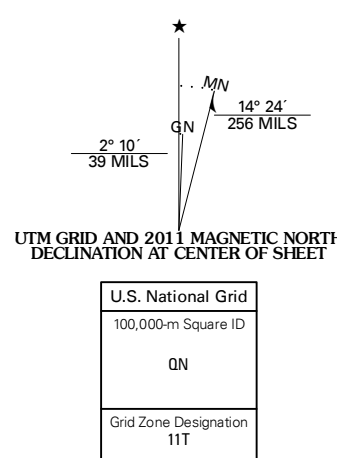 ★
MN
GN
14° 24´
256 MILS
2° 10´
39 MILS
UTM GRID AND 2011 MAGNETIC NORTH
DECLINATION AT CENTER OF SHEET
U.S. National Grid
100,000-m Square ID
QN
Grid Zone Designation
11T